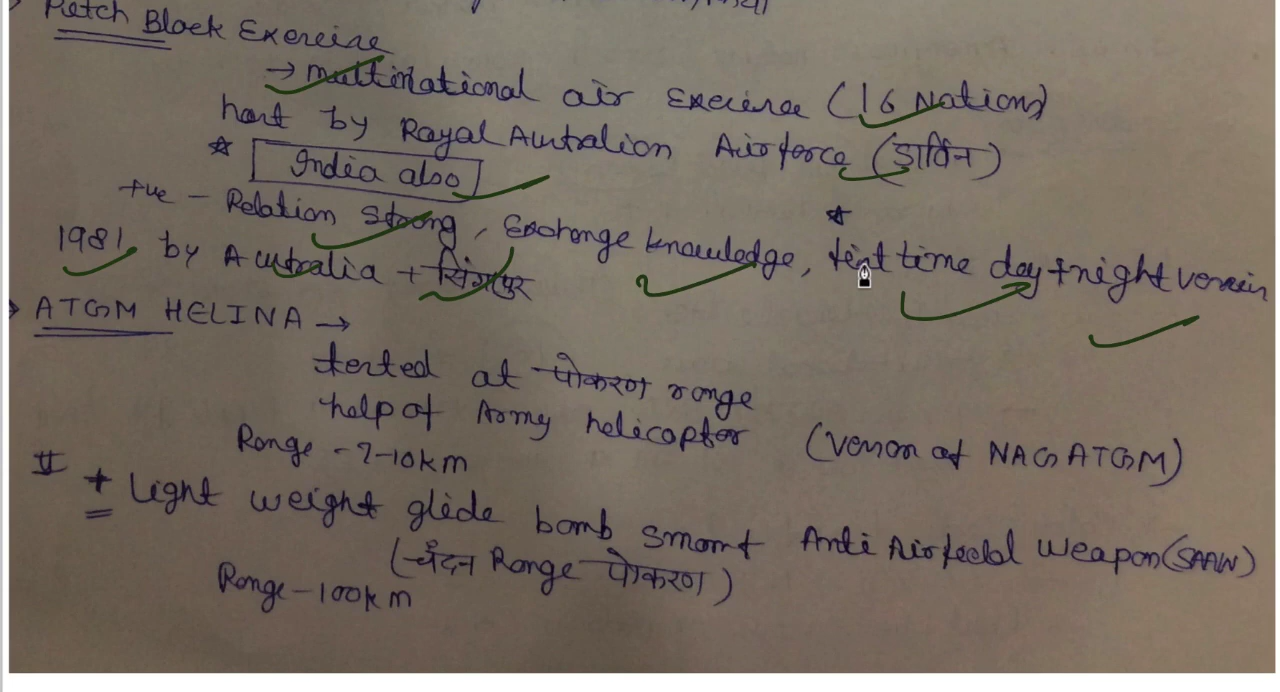 Pitch Black Exercise
→ multinational air Exercise (16 Nations)
host by Royal Australian Airforce (डार्विन)
☆ India also
+ve - Relation strong, Exchange knowledge, ☆ first time day + night version
1981 by Australia + सिंगापुर
ATGM HELINA →
tested at पोकरण range
help of Army helicopter (version of NAG ATGM)
Range - 7-10km
II + Light weight glide bomb smart Anti Airfield weapon (SAAW)
(चंदन Range पोकरण)
Range - 100km